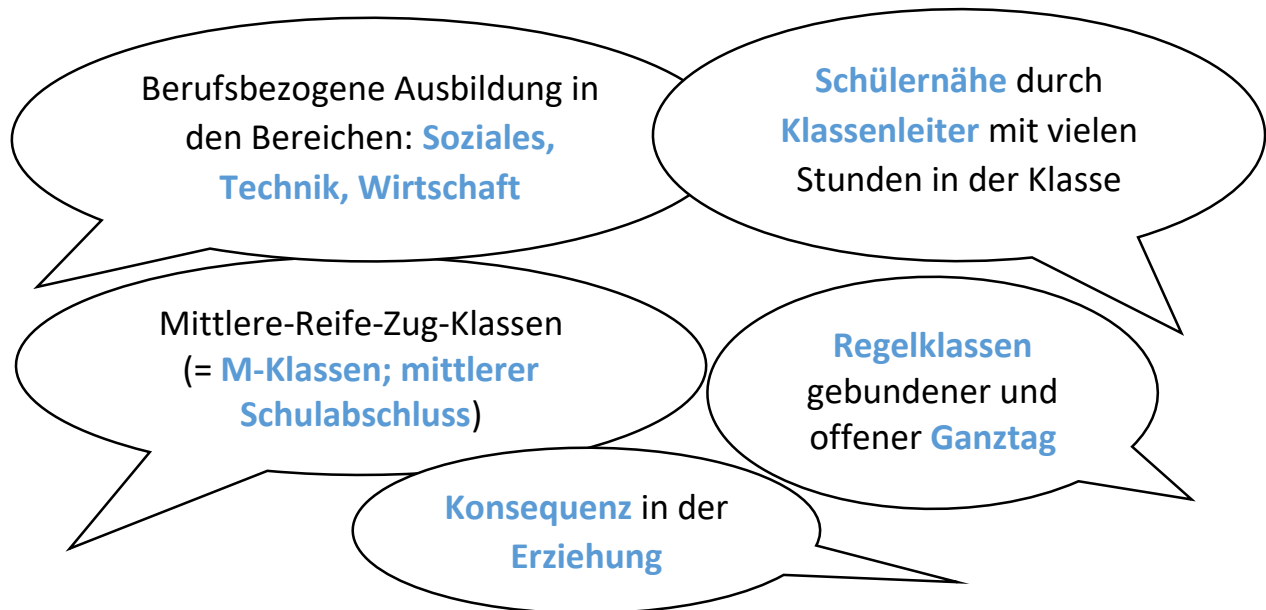 Berufsbezogene Ausbildung in
den Bereichen: Soziales,
Technik, Wirtschaft
Schülernähe durch
Klassenleiter mit vielen
Stunden in der Klasse
Mittlere-Reife-Zug-Klassen
(= M-Klassen; mittlerer
Schulabschluss)
Regelklassen
gebundener und
offener Ganztag
Konsequenz in der
Erziehung